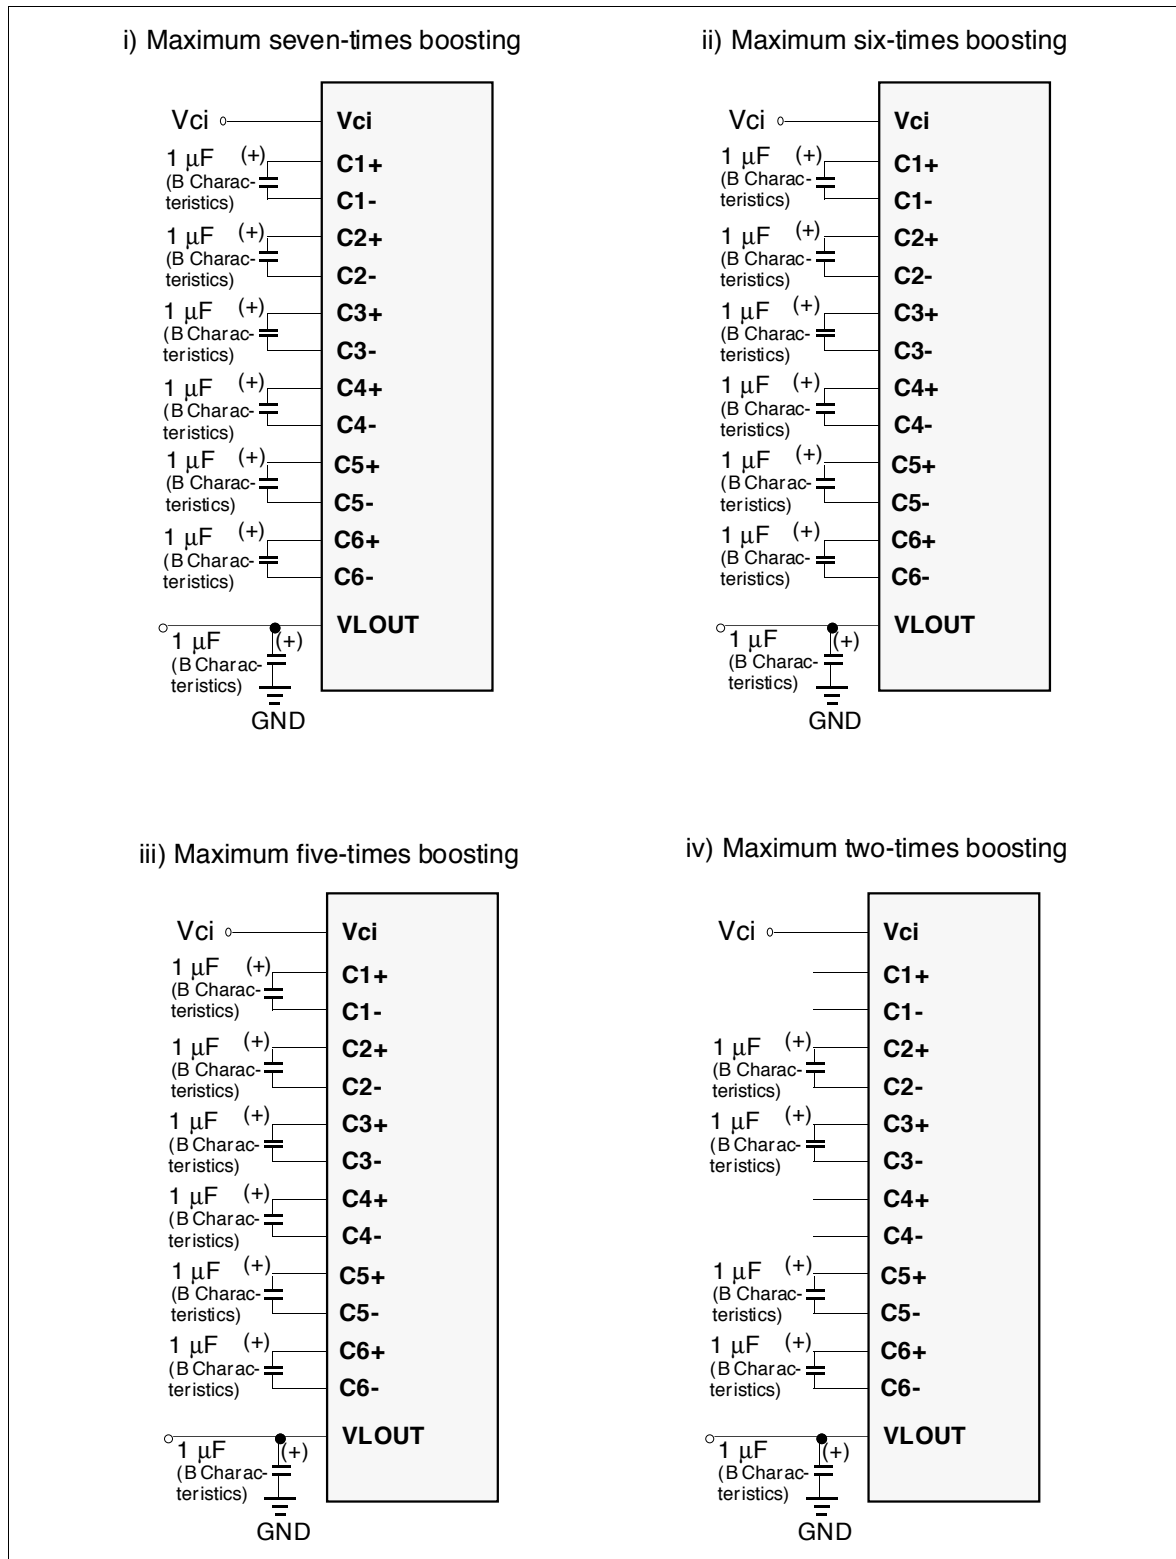 i) Maximum seven-times boosting
Vci
Vci
1 μF (+)
C1+
(B Charac-
teristics)
C1-
1 μF (+)
C2+
(B Charac-
teristics)
C2-
1 μF (+)
C3+
(B Charac-
teristics)
C3-
1 μF (+)
C4+
(B Charac-
teristics)
C4-
1 μF (+)
C5+
(B Charac-
teristics)
C5-
1 μF (+)
C6+
(B Charac-
teristics)
C6-
VLOUT
1 μF (+)
(B Charac-
teristics)
GND
ii) Maximum six-times boosting
Vci
Vci
1 μF (+)
C1+
(B Charac-
teristics)
C1-
1 μF (+)
C2+
(B Charac-
teristics)
C2-
1 μF (+)
C3+
(B Charac-
teristics)
C3-
1 μF (+)
C4+
(B Charac-
teristics)
C4-
1 μF (+)
C5+
(B Charac-
teristics)
C5-
1 μF (+)
C6+
(B Charac-
teristics)
C6-
VLOUT
1 μF (+)
(B Charac-
teristics)
GND
iii) Maximum five-times boosting
Vci
Vci
1 μF (+)
C1+
(B Charac-
teristics)
C1-
1 μF (+)
C2+
(B Charac-
teristics)
C2-
1 μF (+)
C3+
(B Charac-
teristics)
C3-
1 μF (+)
C4+
(B Charac-
teristics)
C4-
1 μF (+)
C5+
(B Charac-
teristics)
C5-
1 μF (+)
C6+
(B Charac-
teristics)
C6-
VLOUT
1 μF (+)
(B Charac-
teristics)
GND
iv) Maximum two-times boosting
Vci
Vci
C1+
C1-
1 μF (+)
C2+
(B Charac-
teristics)
C2-
1 μF (+)
C3+
(B Charac-
teristics)
C3-
C4+
C4-
1 μF (+)
C5+
(B Charac-
teristics)
C5-
1 μF (+)
C6+
(B Charac-
teristics)
C6-
VLOUT
1 μF (+)
(B Charac-
teristics)
GND